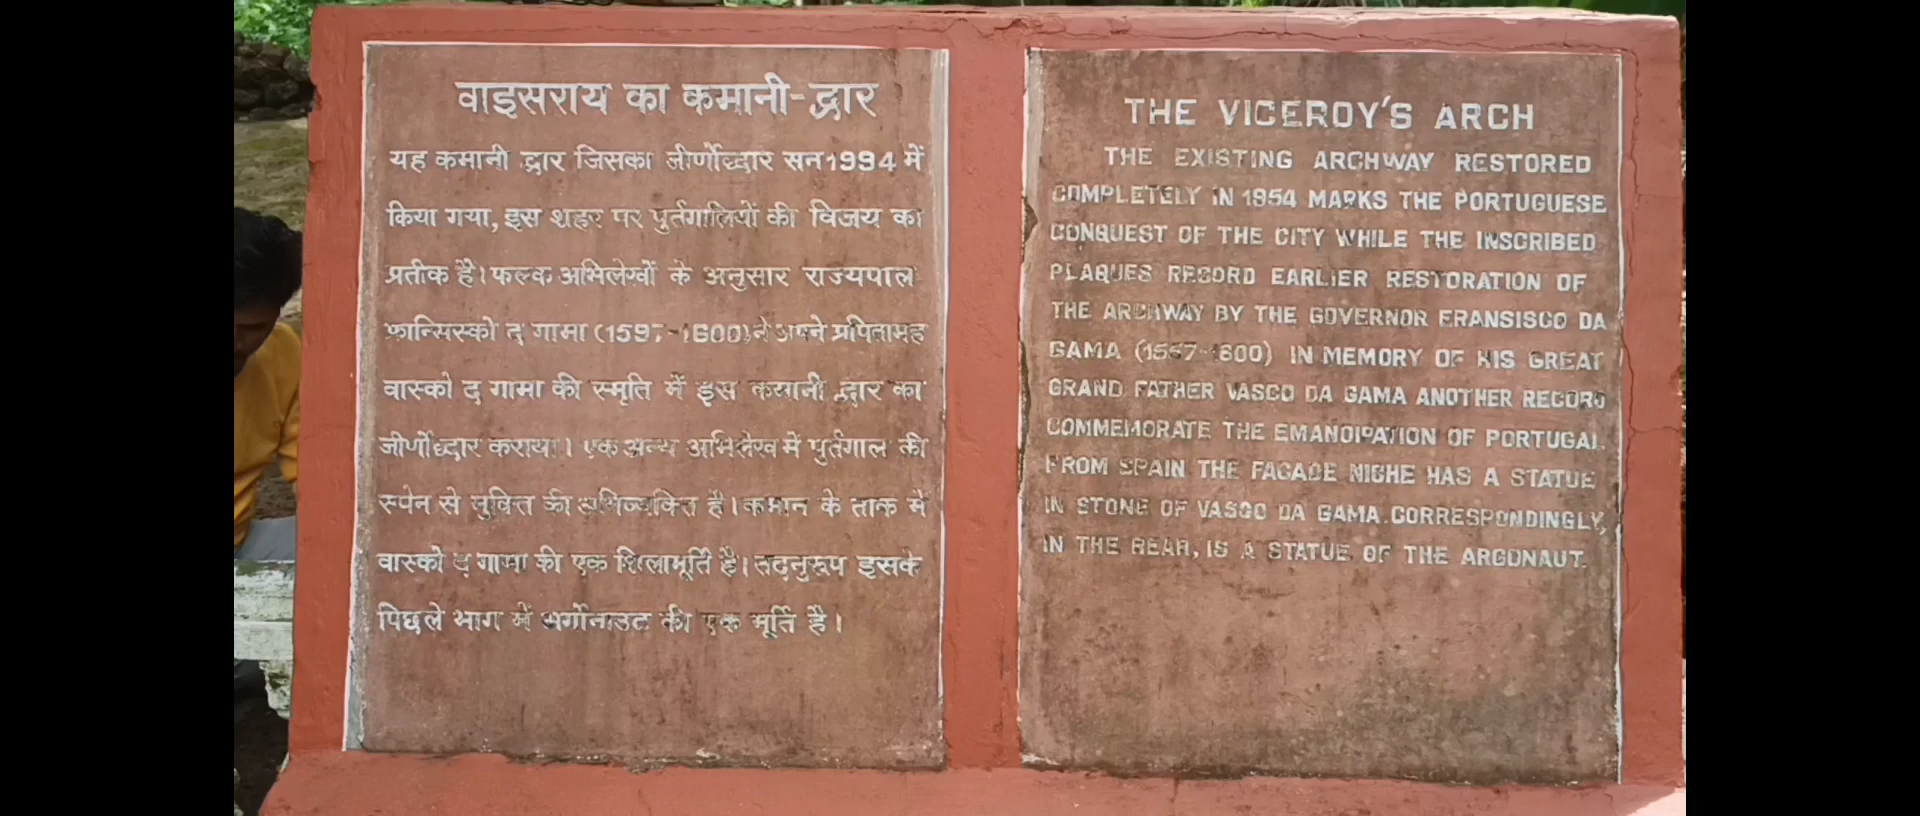 वाइसराय का कमानी-द्वार
यह कमानी द्वार जिसका जीर्णोद्धार सन 1994 में
किया गया, इस शहर पर पुर्तगालियों की विजय का
प्रतीक है। फलक अभिलेखों के अनुसार राज्यपाल
फ्रान्सिस्को द गामा (1597-1600) ने अपने प्रपितामह
वास्को द गामा की स्मृति में इस कमानी द्वार का
जीर्णोद्धार कराया। एक अन्य अभिलेख में पुर्तगाल की
स्पेन से मुक्ति की अभिव्यक्ति है। कमान के ताक मे
वास्को द गामा की एक शिलामूर्ति है। तदनुरूप इसके
पिछले भाग में अर्गोनाउट की एक मूर्ति है।
THE VICEROY'S ARCH
THE EXISTING ARCHWAY RESTORED
COMPLETELY IN 1954 MARKS THE PORTUGUESE
CONQUEST OF THE CITY WHILE THE INSCRIBED
PLAQUES RECORD EARLIER RESTORATION OF
THE ARCHWAY BY THE GOVERNOR FRANSISCO DA
GAMA (1597-1600) IN MEMORY OF HIS GREAT
GRAND FATHER VASCO DA GAMA ANOTHER RECORD
COMMEMORATE THE EMANCIPATION OF PORTUGAL
FROM SPAIN THE FACADE NICHE HAS A STATUE
IN STONE OF VASCO DA GAMA. CORRESPONDINGLY,
IN THE REAR, IS A STATUE OF THE ARGONAUT.